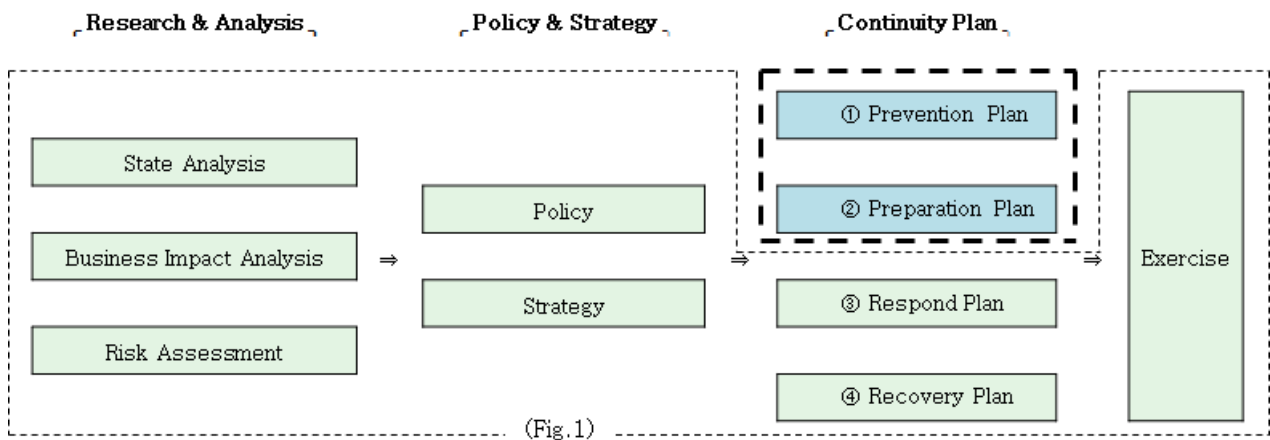 Research & Analysis
Policy & Strategy
Continuity Plan
State Analysis
Business Impact Analysis
Risk Assessment
⇒
Policy
Strategy
⇒
① Prevention Plan
② Preparation Plan
③ Respond Plan
④ Recovery Plan
⇒
Exercise
(Fig.1)